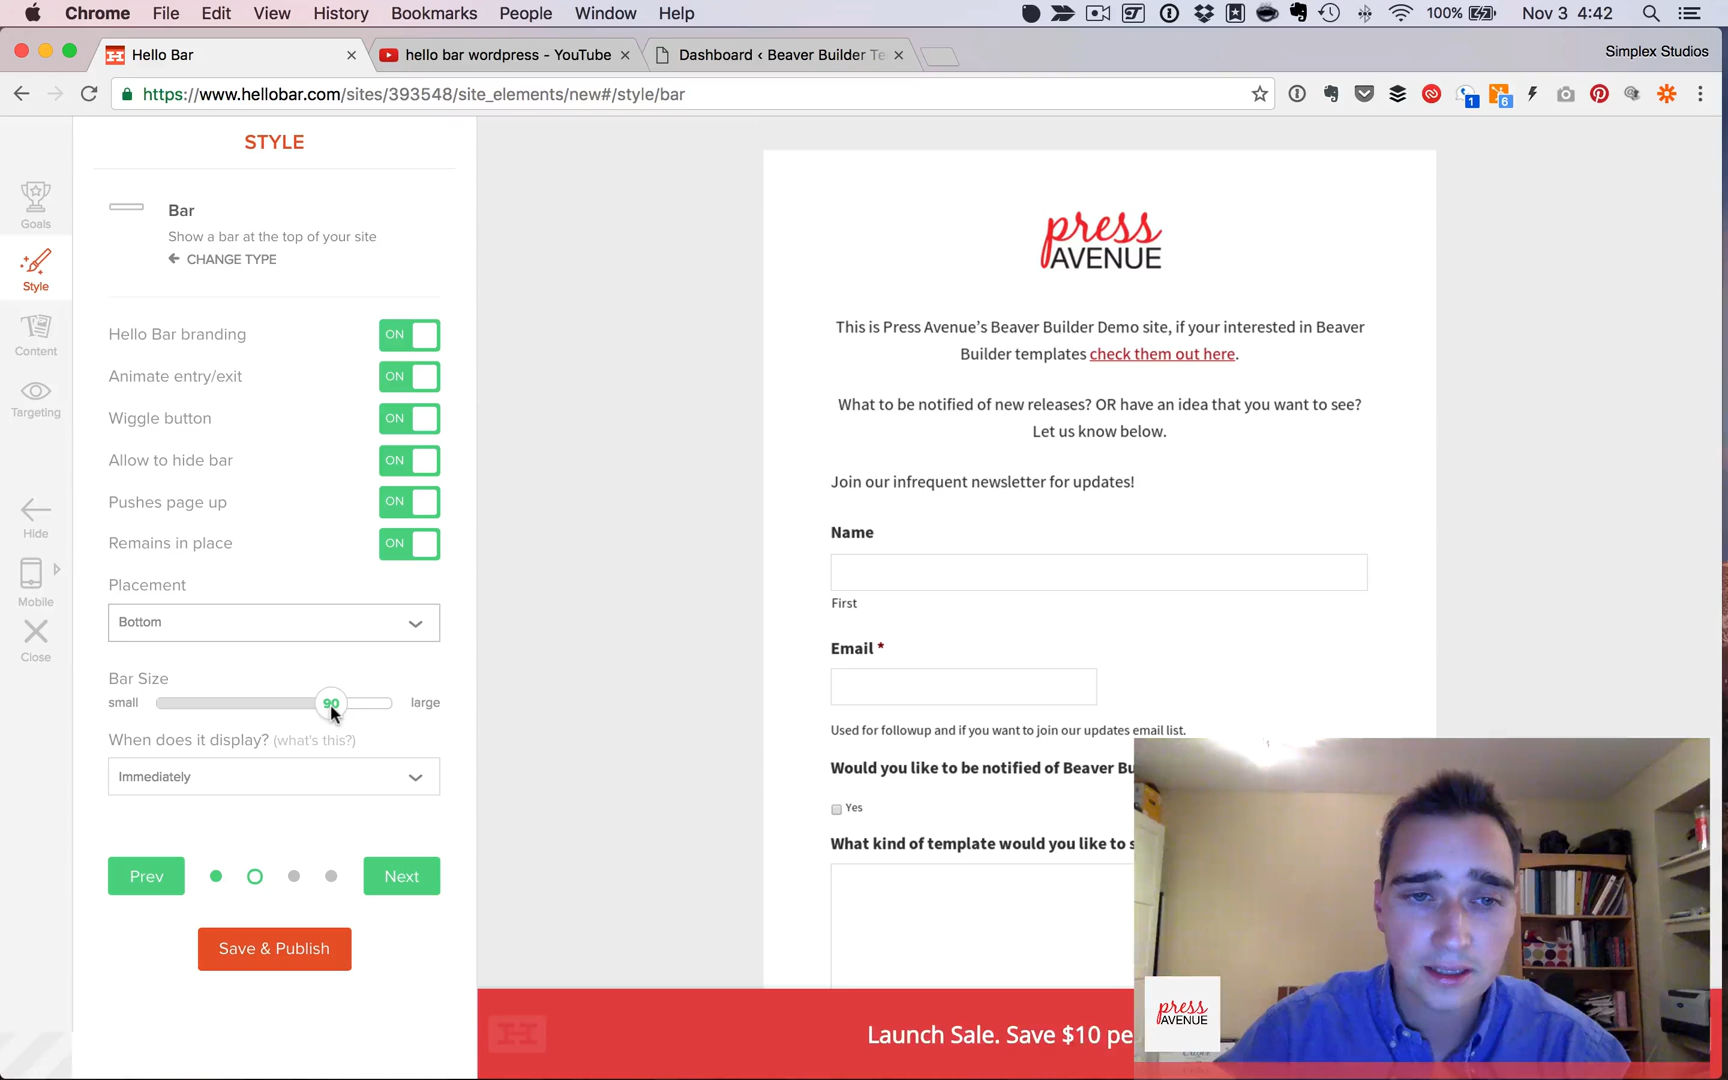 Chrome File Edit View History Bookmarks People Window Help 100% Nov 3 4:42
Hello Bar hello bar wordpress - YouTube Dashboard ‹ Beaver Builder Te Simplex Studios
https://www.hellobar.com/sites/393548/site_elements/new#/style/bar
1
6
STYLE
Goals
Style
Content
Targeting
Hide
Mobile
Close
Bar
Show a bar at the top of your site
CHANGE TYPE
Hello Bar branding ON
Animate entry/exit ON
Wiggle button ON
Allow to hide bar ON
Pushes page up ON
Remains in place ON
Placement
Bottom
Bar Size
small 90 large
When does it display? (what's this?)
Immediately
Prev Next
Save & Publish
press
AVENUE
This is Press Avenue's Beaver Builder Demo site, if your interested in Beaver
Builder templates check them out here.
What to be notified of new releases? OR have an idea that you want to see?
Let us know below.
Join our infrequent newsletter for updates!
Name
First
Email *
Used for followup and if you want to join our updates email list.
Would you like to be notified of Beaver Bu
Yes
What kind of template would you like to s
Launch Sale. Save $10 pe
press
AVENUE